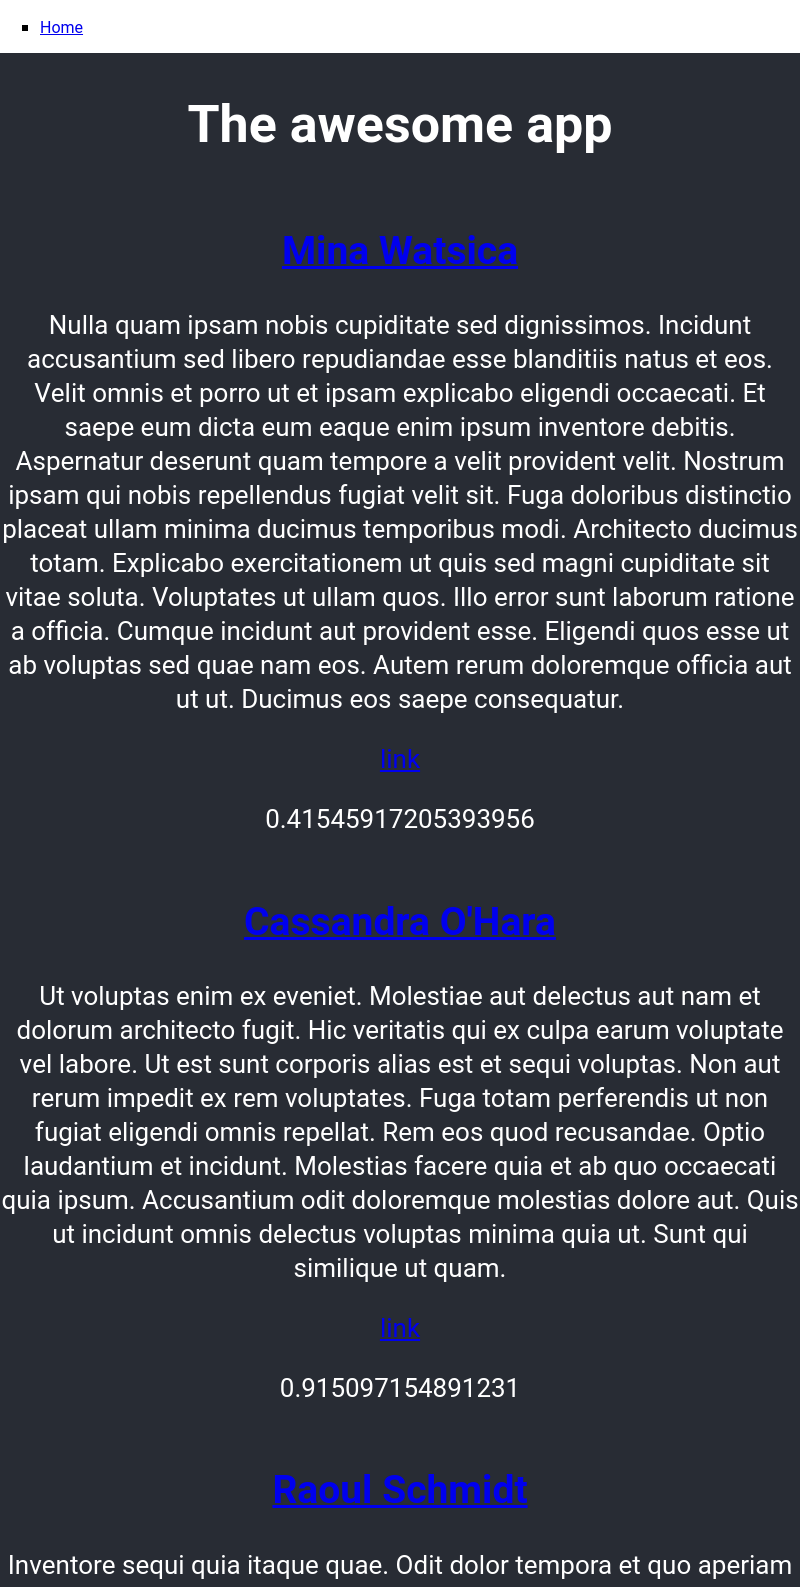 Home
The awesome app
Mina Watsica
Nulla quam ipsam nobis cupiditate sed dignissimos. Incidunt
accusantium sed libero repudiandae esse blanditiis natus et eos.
Velit omnis et porro ut et ipsam explicabo eligendi occaecati. Et
saepe eum dicta eum eaque enim ipsum inventore debitis.
Aspernatur deserunt quam tempore a velit provident velit. Nostrum
ipsam qui nobis repellendus fugiat velit sit. Fuga doloribus distinctio
placeat ullam minima ducimus temporibus modi. Architecto ducimus
totam. Explicabo exercitationem ut quis sed magni cupiditate sit
vitae soluta. Voluptates ut ullam quos. Illo error sunt laborum ratione
a officia. Cumque incidunt aut provident esse. Eligendi quos esse ut
ab voluptas sed quae nam eos. Autem rerum doloremque officia aut
ut ut. Ducimus eos saepe consequatur.
link
0.41545917205393956
Cassandra O'Hara
Ut voluptas enim ex eveniet. Molestiae aut delectus aut nam et
dolorum architecto fugit. Hic veritatis qui ex culpa earum voluptate
vel labore. Ut est sunt corporis alias est et sequi voluptas. Non aut
rerum impedit ex rem voluptates. Fuga totam perferendis ut non
fugiat eligendi omnis repellat. Rem eos quod recusandae. Optio
laudantium et incidunt. Molestias facere quia et ab quo occaecati
quia ipsum. Accusantium odit doloremque molestias dolore aut. Quis
ut incidunt omnis delectus voluptas minima quia ut. Sunt qui
similique ut quam.
link
0.915097154891231
Raoul Schmidt
Inventore sequi quia itaque quae. Odit dolor tempora et quo aperiam